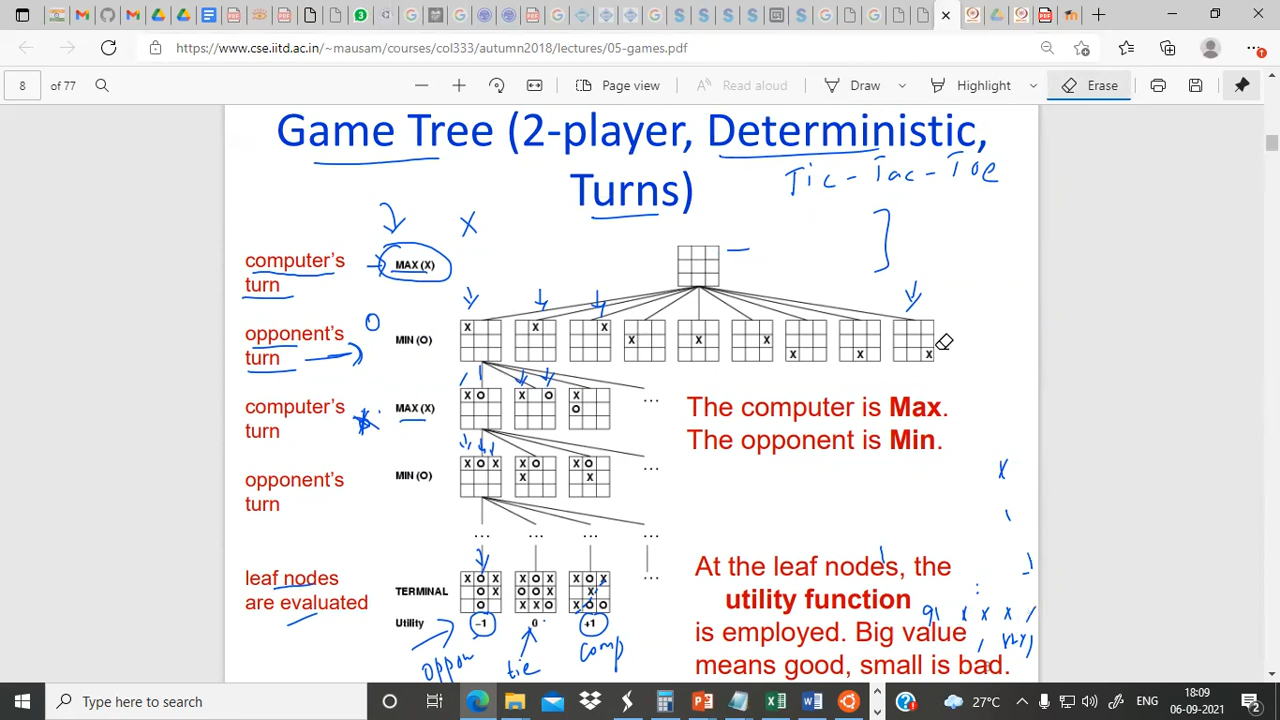 https://www.cse.iitd.ac.in/~mausam/courses/col333/autumn2018/lectures/05-games.pdf
8 of 77
Page view
Read aloud
Draw
Highlight
Erase
Game Tree (2-player, Deterministic,
Turns)
Tic - Tac - Toe
X
computer's
turn
MAX (X)
opponent's
turn
O
MIN (O)
X
X
X
X
X
X
X
X
X
computer's
turn
MAX (X)
X O
X O
X
O
...
The computer is Max.
The opponent is Min.
opponent's
turn
MIN (O)
X O X
X O
X
X O
X
...
... ... ... ...
leaf nodes
are evaluated
TERMINAL
X O X
O X
O
X O X
O O X
X X O
X O X
X
X O O
Utility
-1
0
+1
oppon
tie
comp
At the leaf nodes, the
utility function
is employed. Big value
means good, small is bad.
Type here to search
27°C
ENG
18:09
06-09-2021
2